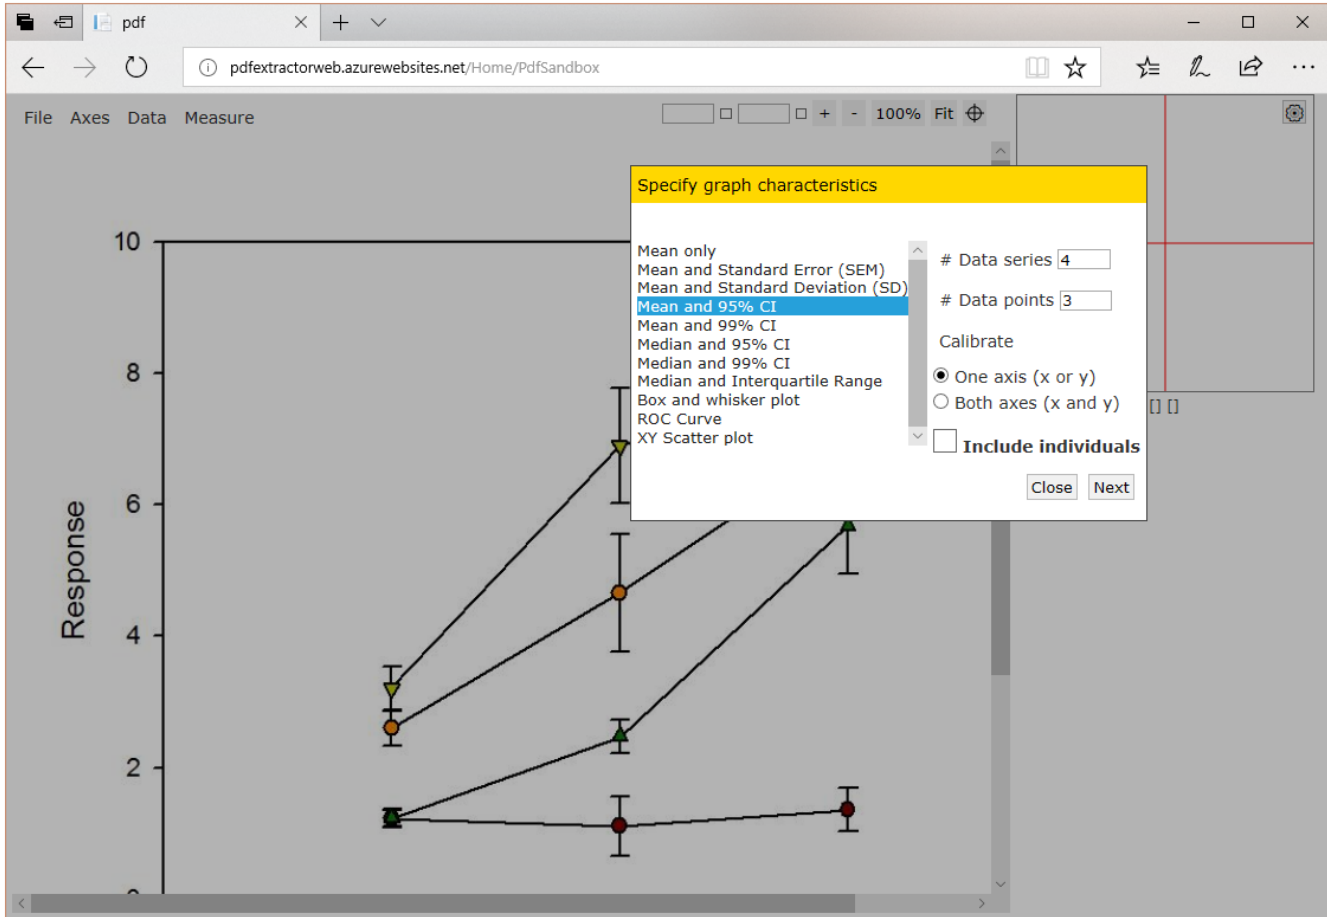 pdf
pdfextractorweb.azurewebsites.net/Home/PdfSandbox
File Axes Data Measure
+ - 100% Fit
Specify graph characteristics
Mean only
Mean and Standard Error (SEM)
Mean and Standard Deviation (SD)
Mean and 95% CI
Mean and 99% CI
Median and 95% CI
Median and 99% CI
Median and Interquartile Range
Box and whisker plot
ROC Curve
XY Scatter plot
# Data series 4
# Data points 3
Calibrate
One axis (x or y)
Both axes (x and y)
Include individuals
Close Next
[] []
10
8
6
4
2
Response